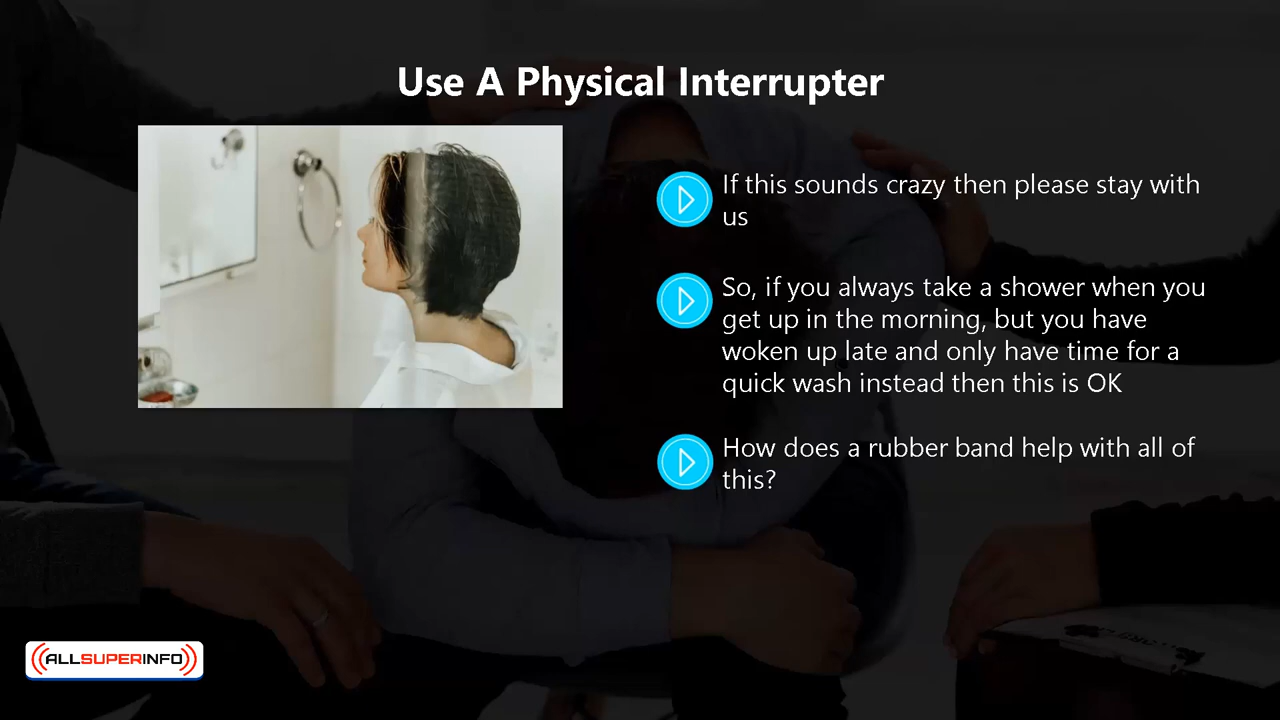 Use A Physical Interrupter
If this sounds crazy then please stay with
us
So, if you always take a shower when you
get up in the morning, but you have
woken up late and only have time for a
quick wash instead then this is OK
How does a rubber band help with all of
this?
ALLSUPERINFO